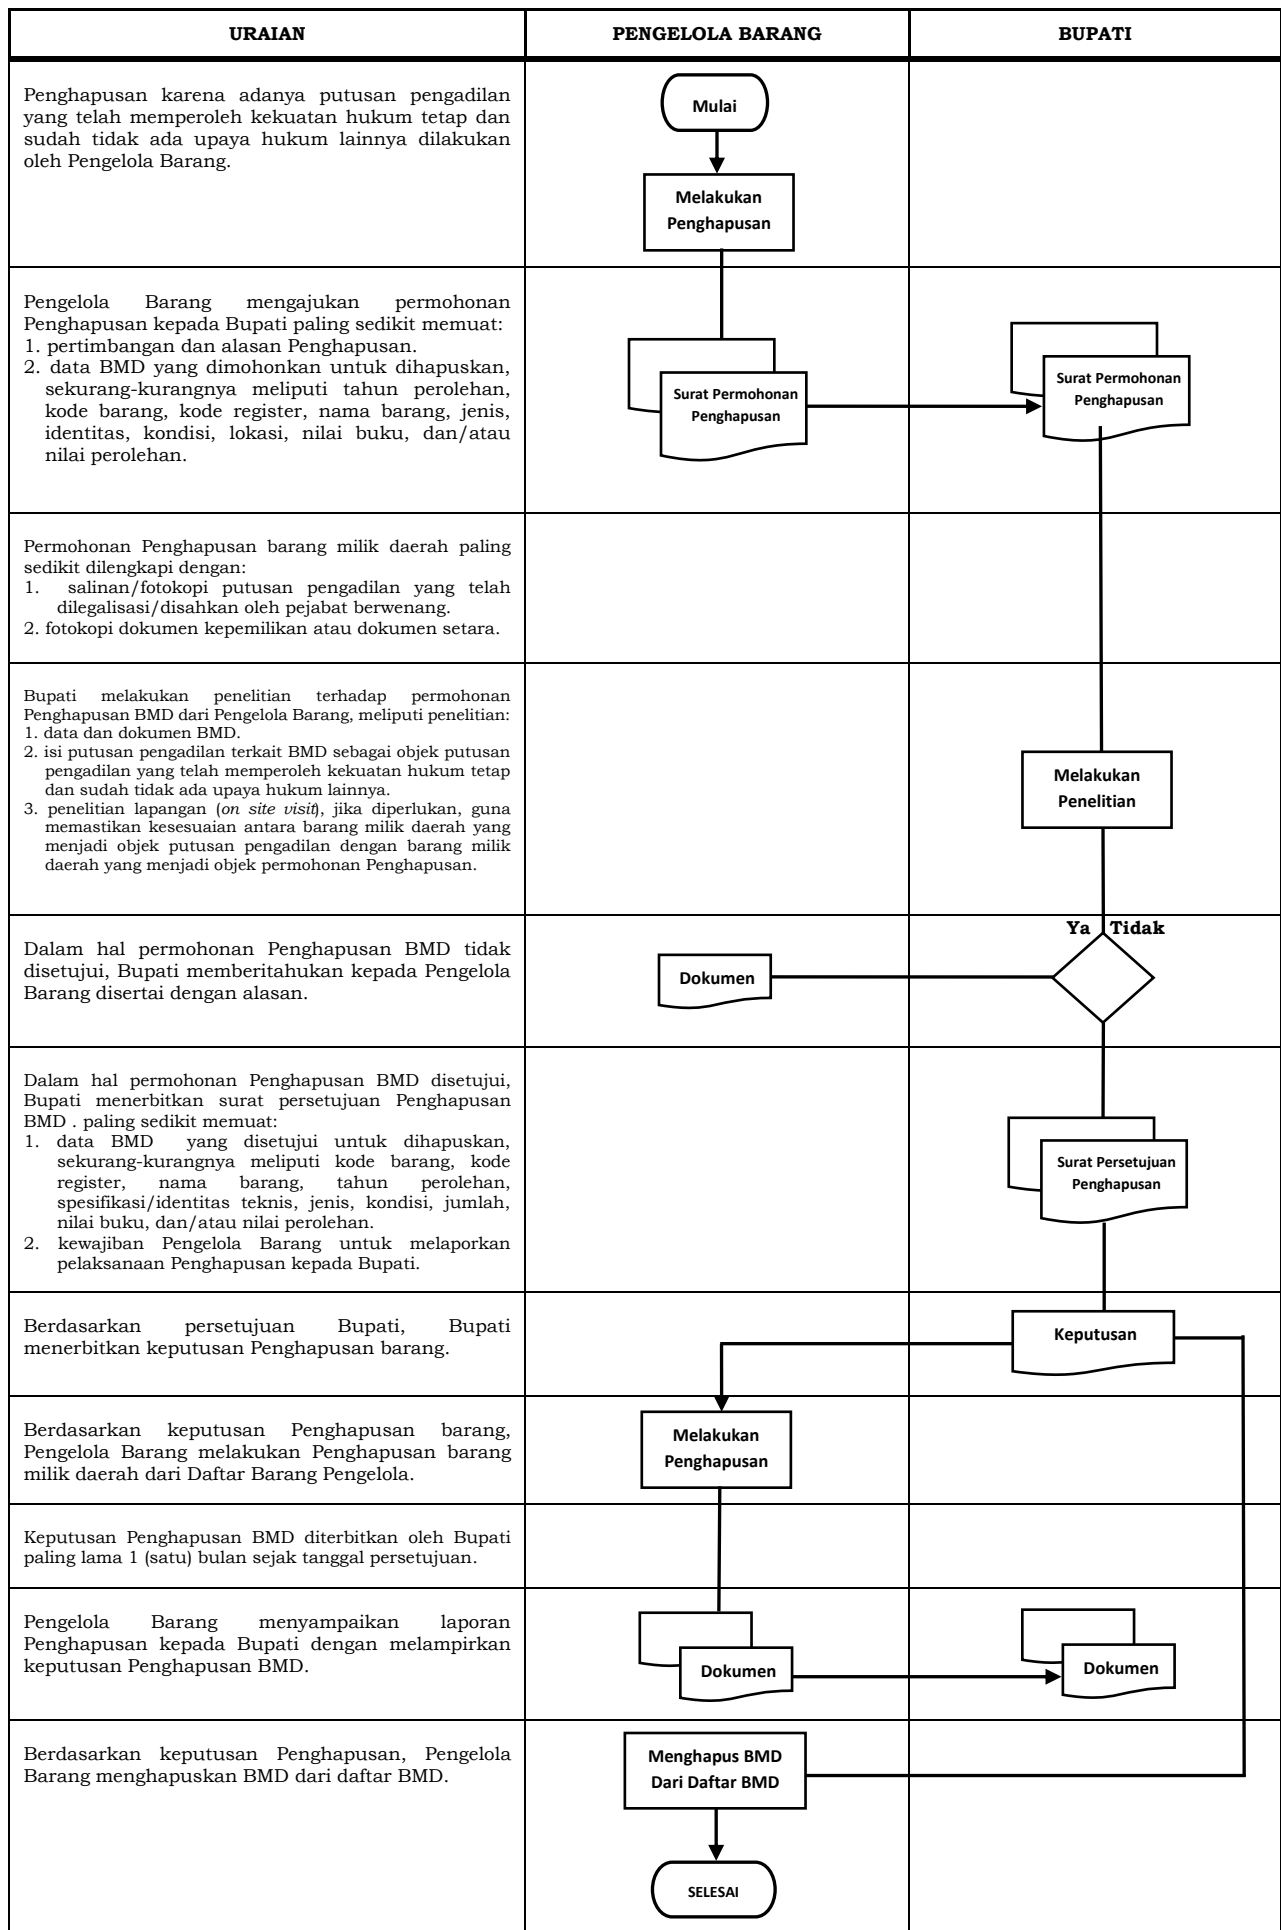 URAIAN
PENGELOLA BARANG
BUPATI
Penghapusan karena adanya putusan pengadilan
yang telah memperoleh kekuatan hukum tetap dan
sudah tidak ada upaya hukum lainnya dilakukan
oleh Pengelola Barang.
Mulai
Melakukan
Penghapusan
Pengelola Barang mengajukan permohonan
Penghapusan kepada Bupati paling sedikit memuat:
1. pertimbangan dan alasan Penghapusan.
2. data BMD yang dimohonkan untuk dihapuskan,
sekurang-kurangnya meliputi tahun perolehan,
kode barang, kode register, nama barang, jenis,
identitas, kondisi, lokasi, nilai buku, dan/atau
nilai perolehan.
Surat Permohonan
Penghapusan
Surat Permohonan
Penghapusan
Permohonan Penghapusan barang milik daerah paling
sedikit dilengkapi dengan:
1. salinan/fotokopi putusan pengadilan yang telah
dilegalisasi/disahkan oleh pejabat berwenang.
2. fotokopi dokumen kepemilikan atau dokumen setara.
Bupati melakukan penelitian terhadap permohonan
Penghapusan BMD dari Pengelola Barang, meliputi penelitian:
1. data dan dokumen BMD.
2. isi putusan pengadilan terkait BMD sebagai objek putusan
pengadilan yang telah memperoleh kekuatan hukum tetap
dan sudah tidak ada upaya hukum lainnya.
3. penelitian lapangan (on site visit), jika diperlukan, guna
memastikan kesesuaian antara barang milik daerah yang
menjadi objek putusan pengadilan dengan barang milik
daerah yang menjadi objek permohonan Penghapusan.
Melakukan
Penelitian
Dalam hal permohonan Penghapusan BMD tidak
disetujui, Bupati memberitahukan kepada Pengelola
Barang disertai dengan alasan.
Dokumen
Ya Tidak
Dalam hal permohonan Penghapusan BMD disetujui,
Bupati menerbitkan surat persetujuan Penghapusan
BMD . paling sedikit memuat:
1. data BMD yang disetujui untuk dihapuskan,
sekurang-kurangnya meliputi kode barang, kode
register, nama barang, tahun perolehan,
spesifikasi/identitas teknis, jenis, kondisi, jumlah,
nilai buku, dan/atau nilai perolehan.
2. kewajiban Pengelola Barang untuk melaporkan
pelaksanaan Penghapusan kepada Bupati.
Surat Persetujuan
Penghapusan
Berdasarkan persetujuan Bupati, Bupati
menerbitkan keputusan Penghapusan barang.
Keputusan
Berdasarkan keputusan Penghapusan barang,
Pengelola Barang melakukan Penghapusan barang
milik daerah dari Daftar Barang Pengelola.
Melakukan
Penghapusan
Keputusan Penghapusan BMD diterbitkan oleh Bupati
paling lama 1 (satu) bulan sejak tanggal persetujuan.
Pengelola Barang menyampaikan laporan
Penghapusan kepada Bupati dengan melampirkan
keputusan Penghapusan BMD.
Dokumen
Dokumen
Berdasarkan keputusan Penghapusan, Pengelola
Barang menghapuskan BMD dari daftar BMD.
Menghapus BMD
Dari Daftar BMD
SELESAI